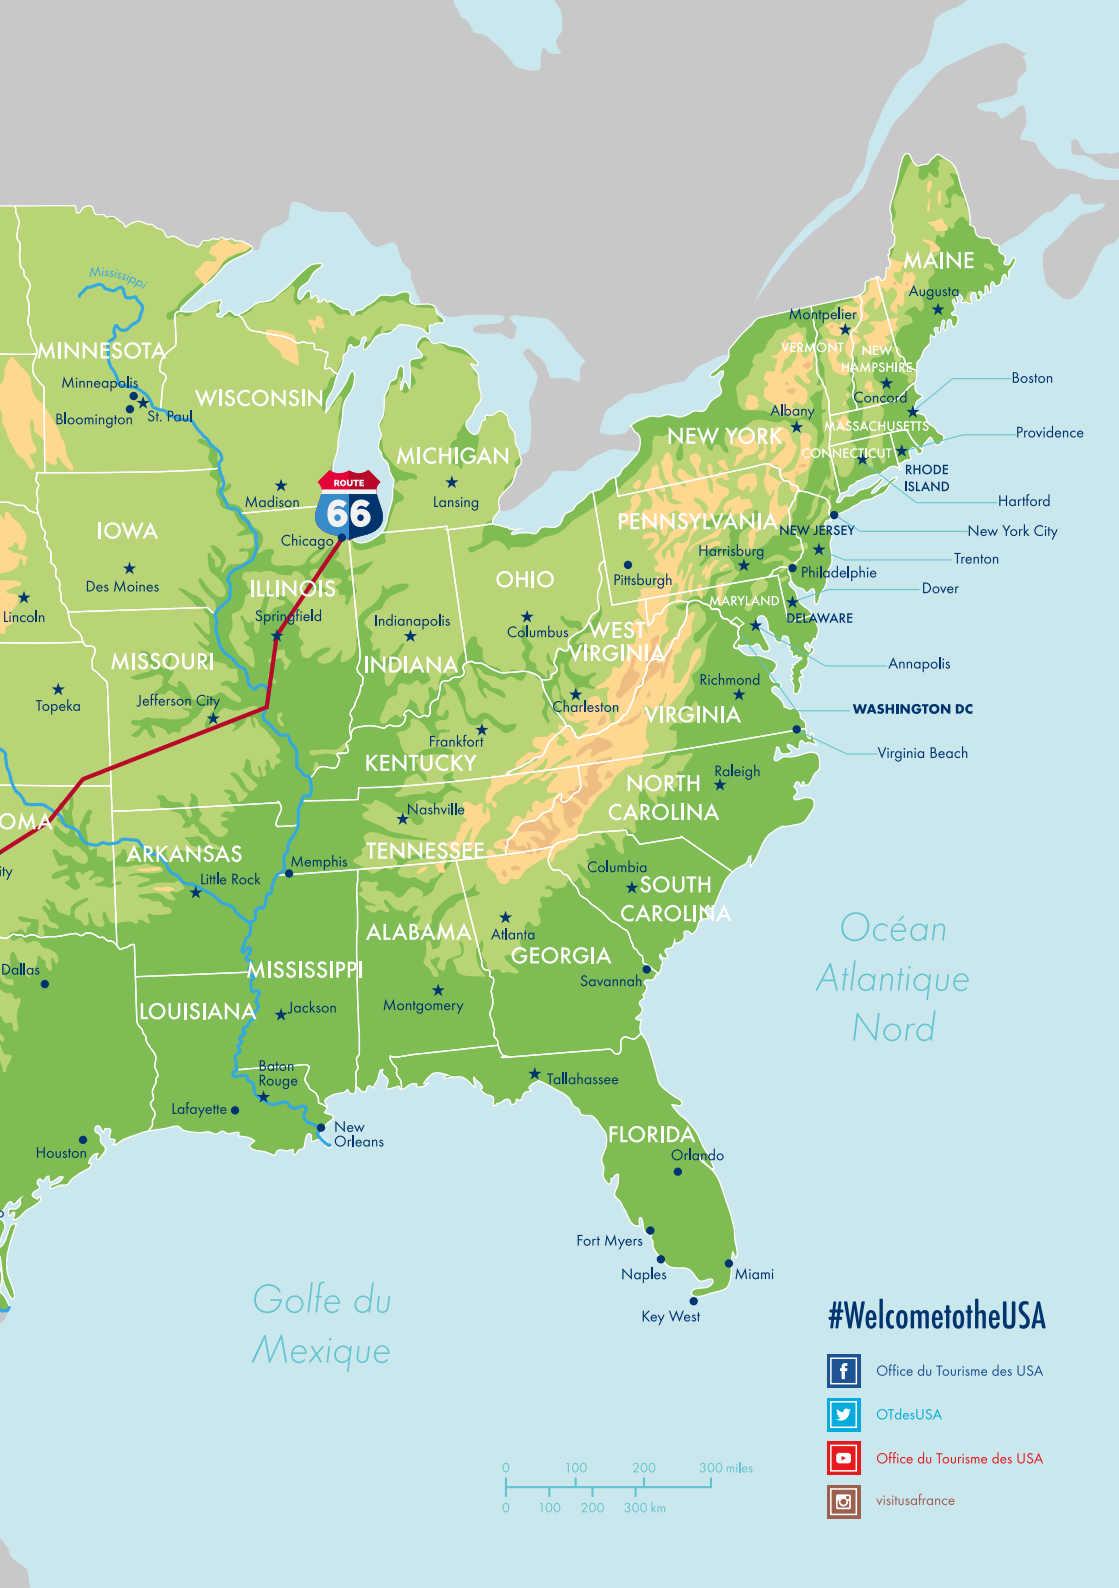 MAINE
Augusta
Mississippi
Montpelier
VERMONT
NEW
HAMPSHIRE
Concord
MINNESOTA
Minneapolis
Bloomington
St. Paul
WISCONSIN
Boston
Albany
MASSACHUSETTS
Providence
NEW YORK
MICHIGAN
CONNECTICUT
RHODE
ISLAND
Madison
Lansing
ROUTE
66
Hartford
IOWA
Chicago
PENNSYLVANIA
NEW JERSEY
New York City
Harrisburg
Trenton
Pittsburgh
Philadelphie
Des Moines
ILLINOIS
OHIO
Dover
MARYLAND
DELAWARE
Lincoln
Springfield
Indianapolis
Columbus
WEST
VIRGINIA
MISSOURI
INDIANA
Annapolis
Richmond
Topeka
Jefferson City
Charleston
VIRGINIA
WASHINGTON DC
Frankfort
Virginia Beach
KENTUCKY
Raleigh
NORTH
CAROLINA
OMA
Nashville
TENNESSEE
ARKANSAS
Memphis
Little Rock
ity
Columbia
SOUTH
CAROLINA
ALABAMA
Atlanta
GEORGIA
Océan
Atlantique
Nord
Dallas
MISSISSIPPI
Savannah
LOUISIANA
Jackson
Montgomery
Baton
Rouge
Tallahassee
Lafayette
New
Orleans
Houston
FLORIDA
Orlando
Fort Myers
Naples
Miami
Key West
Golfe du
Mexique
#WelcometotheUSA
Office du Tourisme des USA
OTdesUSA
Office du Tourisme des USA
visitusafrance
0 100 200 300 miles
0 100 200 300 km